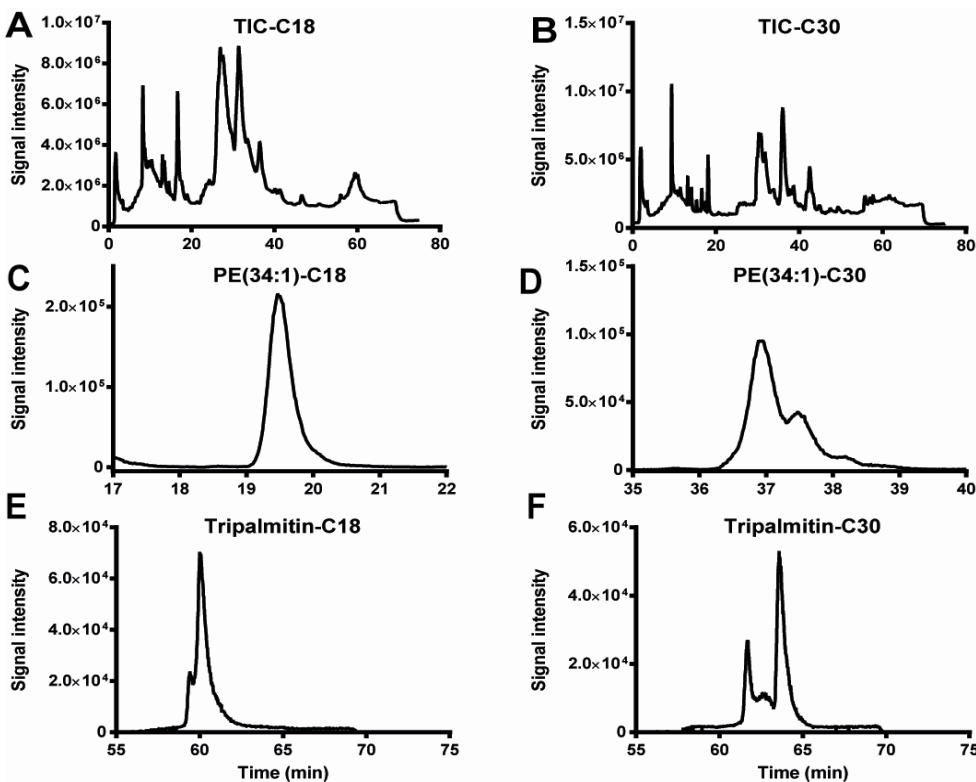 A
TIC-C18
Signal intensity
1.0×10⁷
8.0×10⁶
6.0×10⁶
4.0×10⁶
2.0×10⁶
0
0 20 40 60 80
B
TIC-C30
Signal intensity
1.5×10⁷
1.0×10⁷
5.0×10⁶
0
0 20 40 60 80
C
PE(34:1)-C18
Signal intensity
2.0×10⁵
1.0×10⁵
0
17 18 19 20 21 22
D
PE(34:1)-C30
Signal intensity
1.5×10⁵
1.0×10⁵
5.0×10⁴
0
35 36 37 38 39 40
E
Tripalmitin-C18
Signal intensity
8.0×10⁴
6.0×10⁴
4.0×10⁴
2.0×10⁴
0
55 60 65 70 75
Time (min)
F
Tripalmitin-C30
Signal intensity
6.0×10⁴
4.0×10⁴
2.0×10⁴
0
55 60 65 70 75
Time (min)